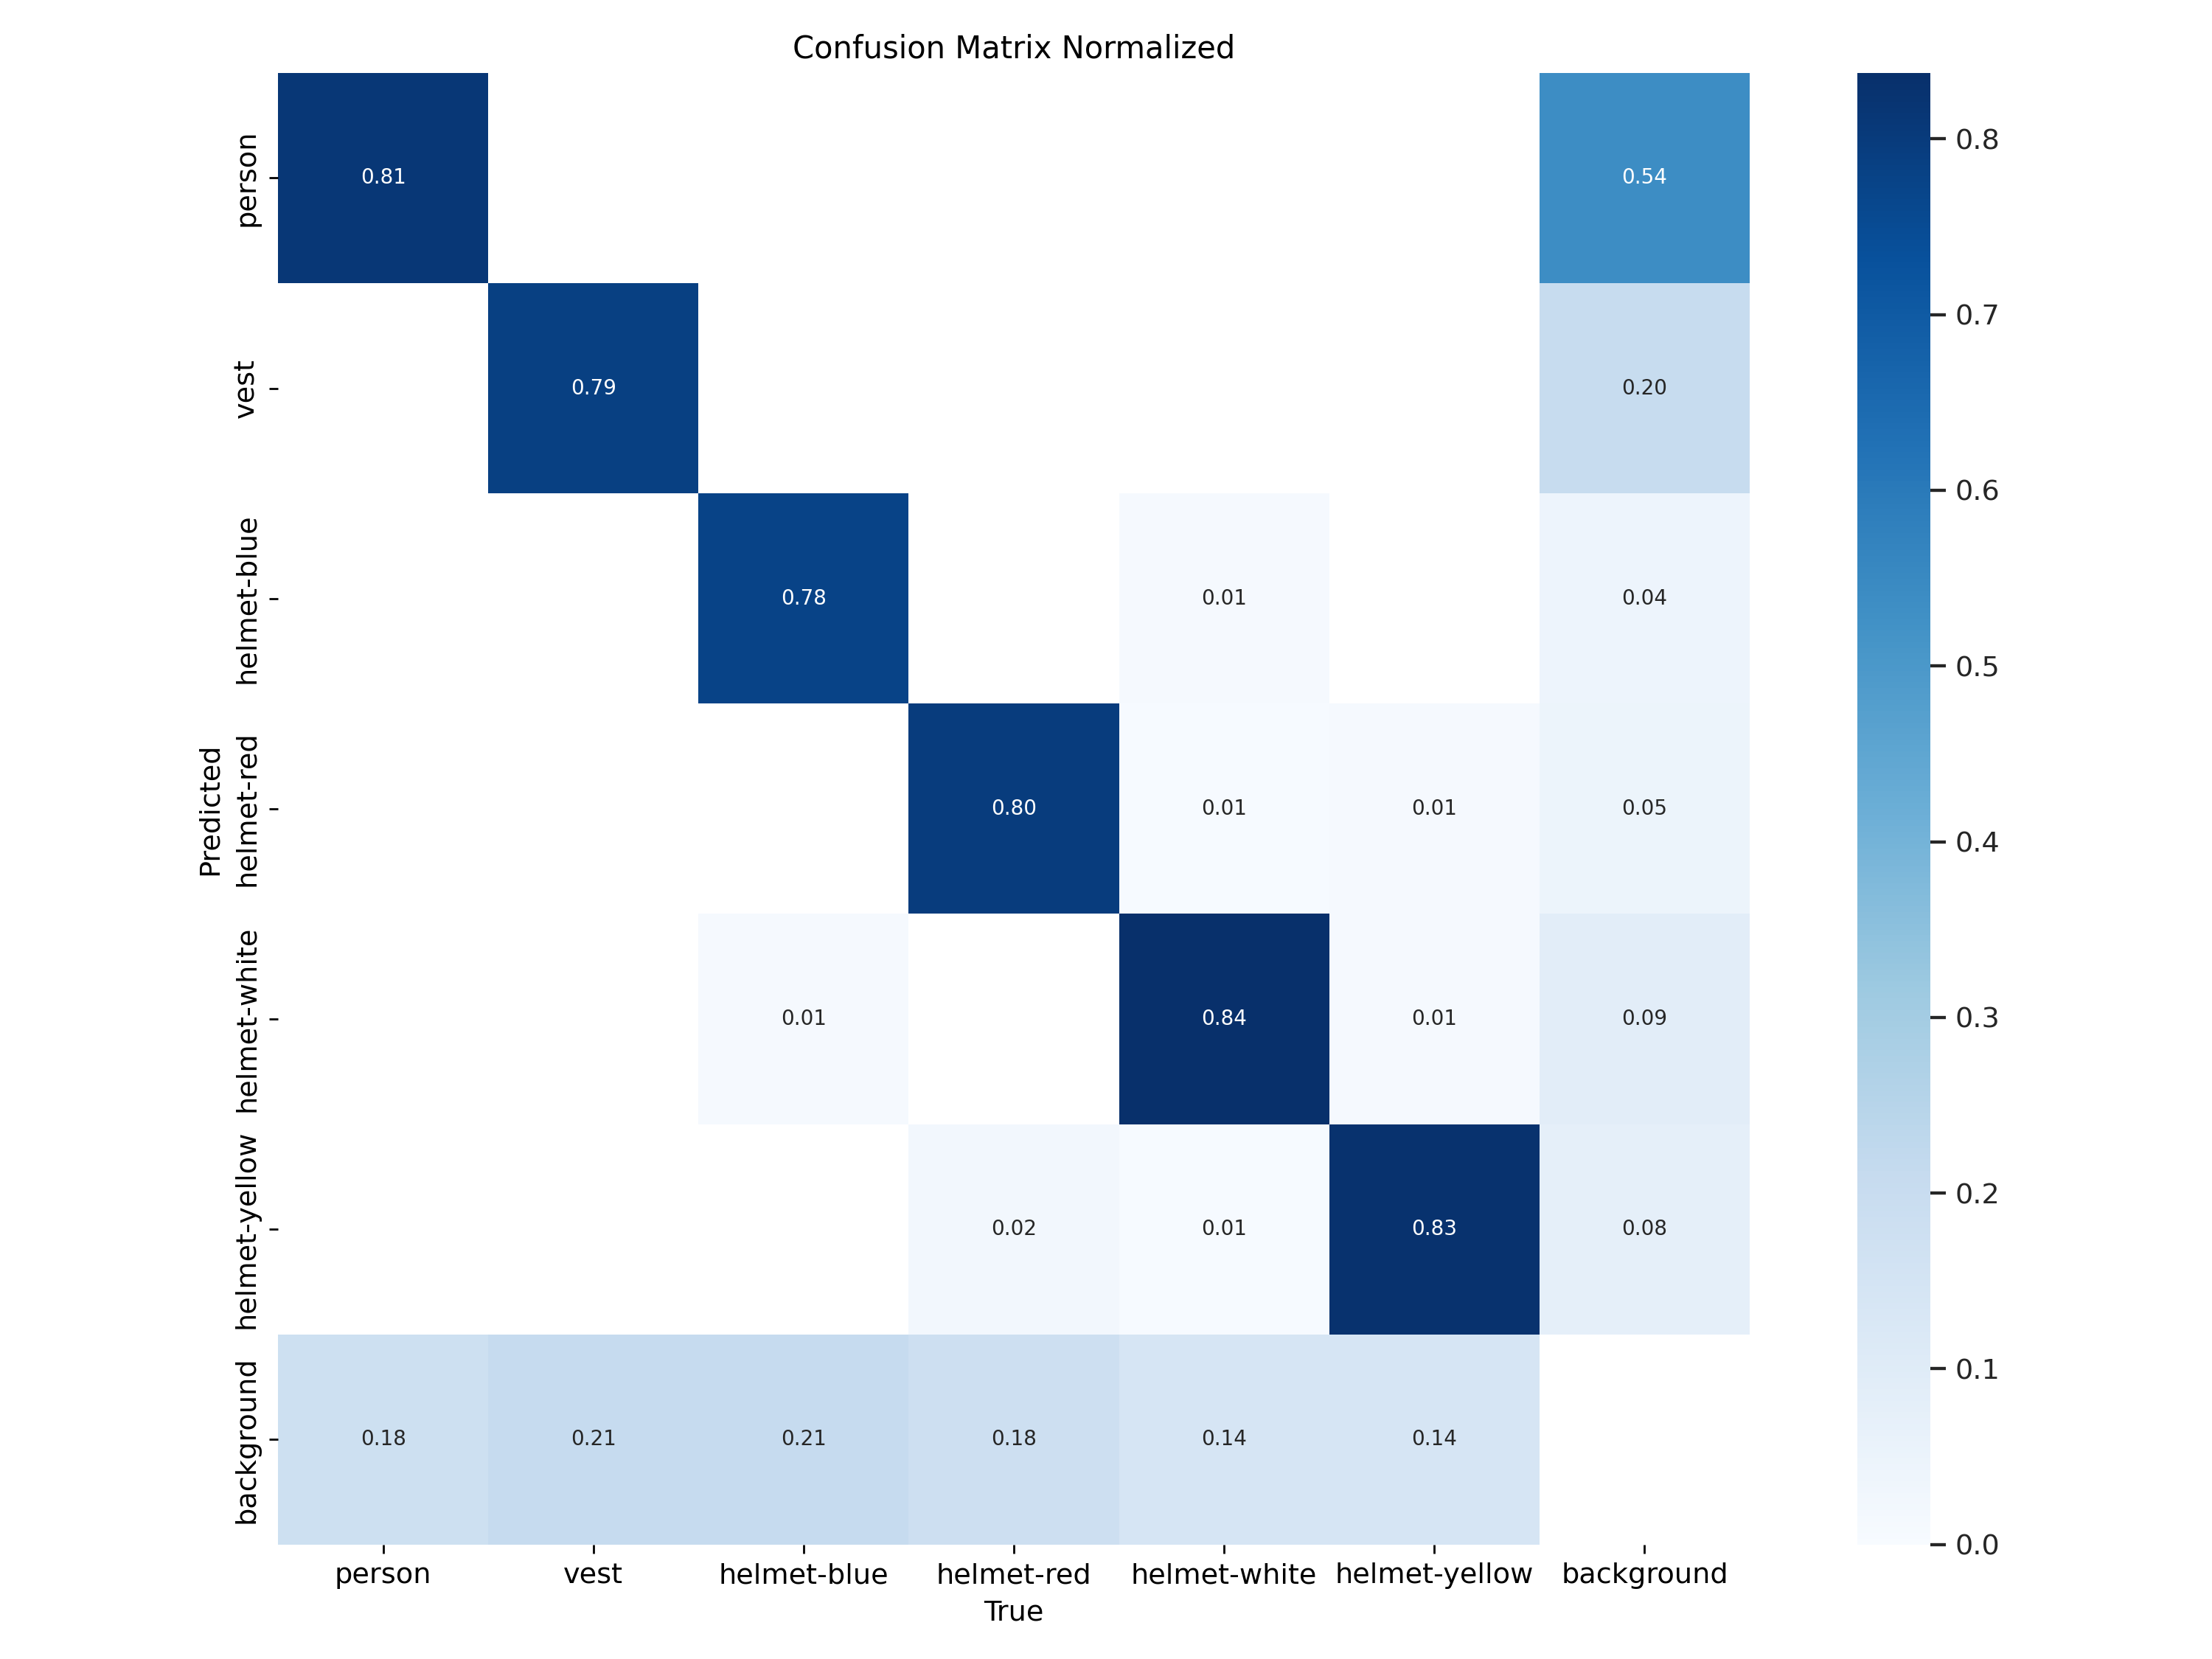 Confusion Matrix Normalized
person
0.81
0.54
vest
0.79
0.20
helmet-blue
0.78
0.01
0.04
helmet-red
0.80
0.01
0.01
0.05
helmet-white
0.01
0.84
0.01
0.09
helmet-yellow
0.02
0.01
0.83
0.08
background
0.18
0.21
0.21
0.18
0.14
0.14
Predicted
person
vest
helmet-blue
helmet-red
helmet-white
helmet-yellow
background
True
0.8
0.7
0.6
0.5
0.4
0.3
0.2
0.1
0.0